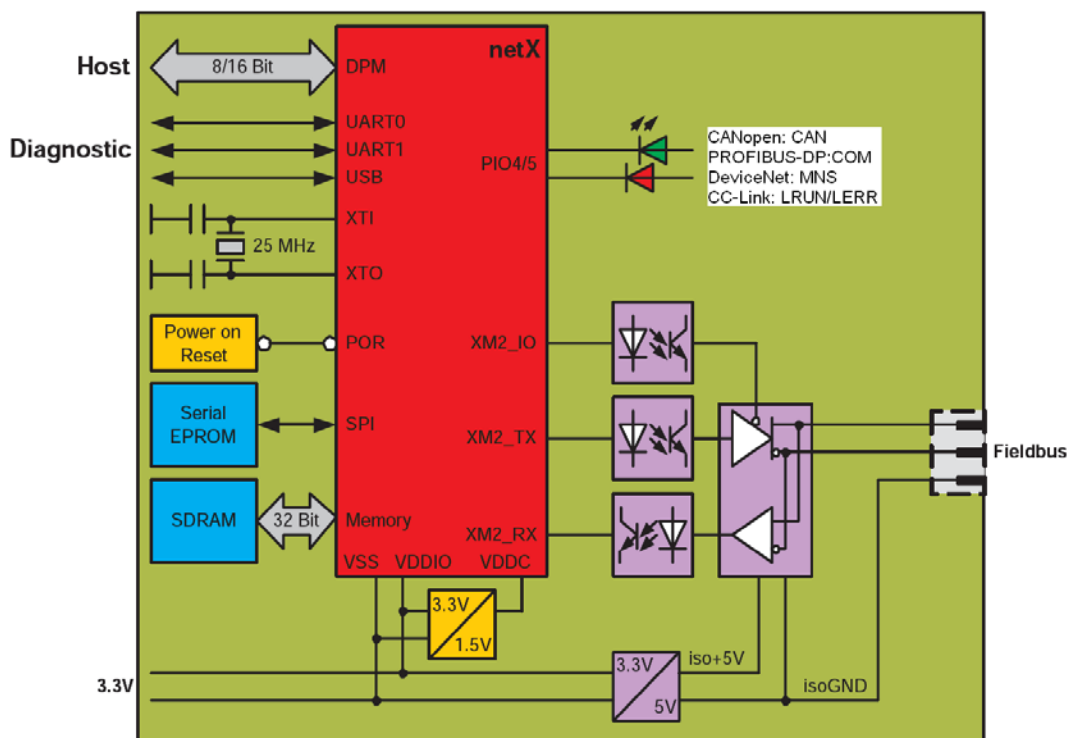 Host
8/16 Bit
DPM
netX
Diagnostic
UART0
UART1
USB
PIO4/5
CANopen: CAN
PROFIBUS-DP:COM
DeviceNet: MNS
CC-Link: LRUN/LERR
XTI
25 MHz
XTO
Power on
Reset
POR
XM2_IO
Serial
EPROM
SPI
XM2_TX
Fieldbus
SDRAM
32 Bit
Memory
XM2_RX
VSS
VDDIO
VDDC
3.3V
1.5V
3.3V
3.3V
5V
iso+5V
isoGND